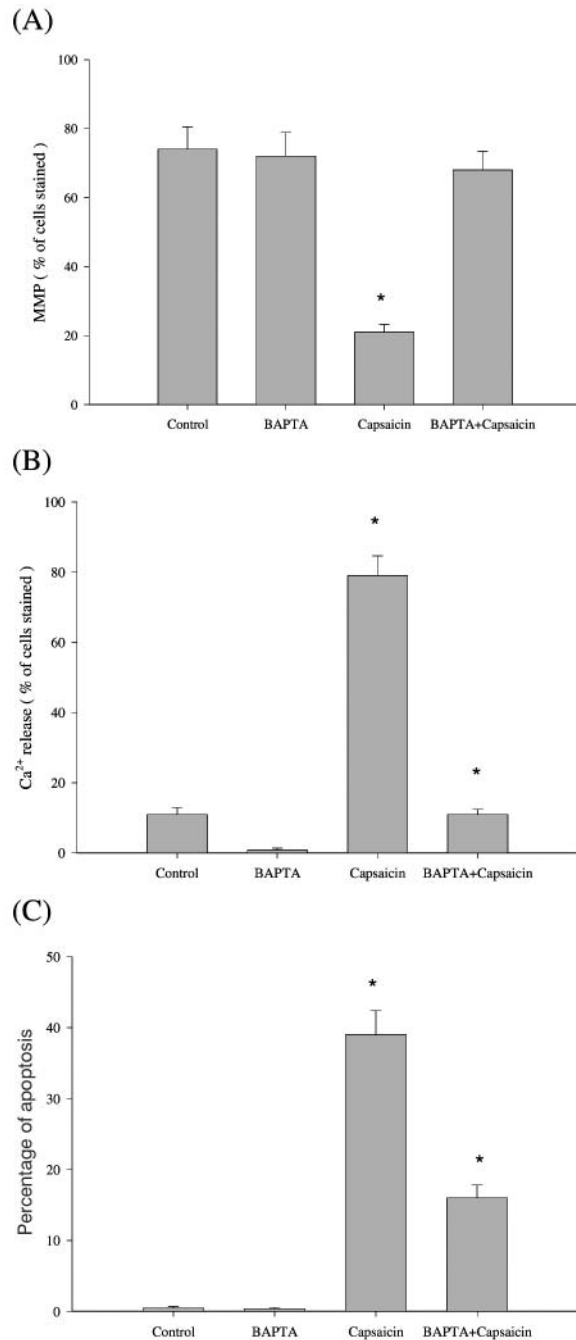 (A)
100
80
60
40
20
0
MMP ( % of cells stained )
*
Control BAPTA Capsaicin BAPTA+Capsaicin
(B)
100
80
60
40
20
0
Ca²⁺ release ( % of cells stained )
*
*
Control BAPTA Capsaicin BAPTA+Capsaicin
(C)
50
40
30
20
10
0
Percentage of apoptosis
*
*
Control BAPTA Capsaicin BAPTA+Capsaicin